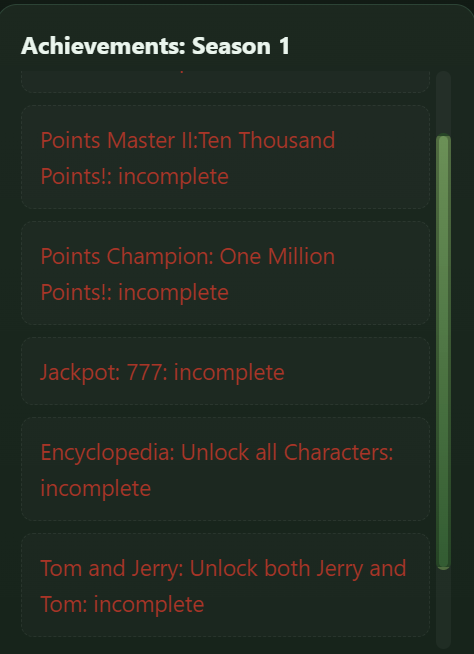 Achievements: Season 1
Points Master II:Ten Thousand
Points!: incomplete
Points Champion: One Million
Points!: incomplete
Jackpot: 777: incomplete
Encyclopedia: Unlock all Characters:
incomplete
Tom and Jerry: Unlock both Jerry and
Tom: incomplete